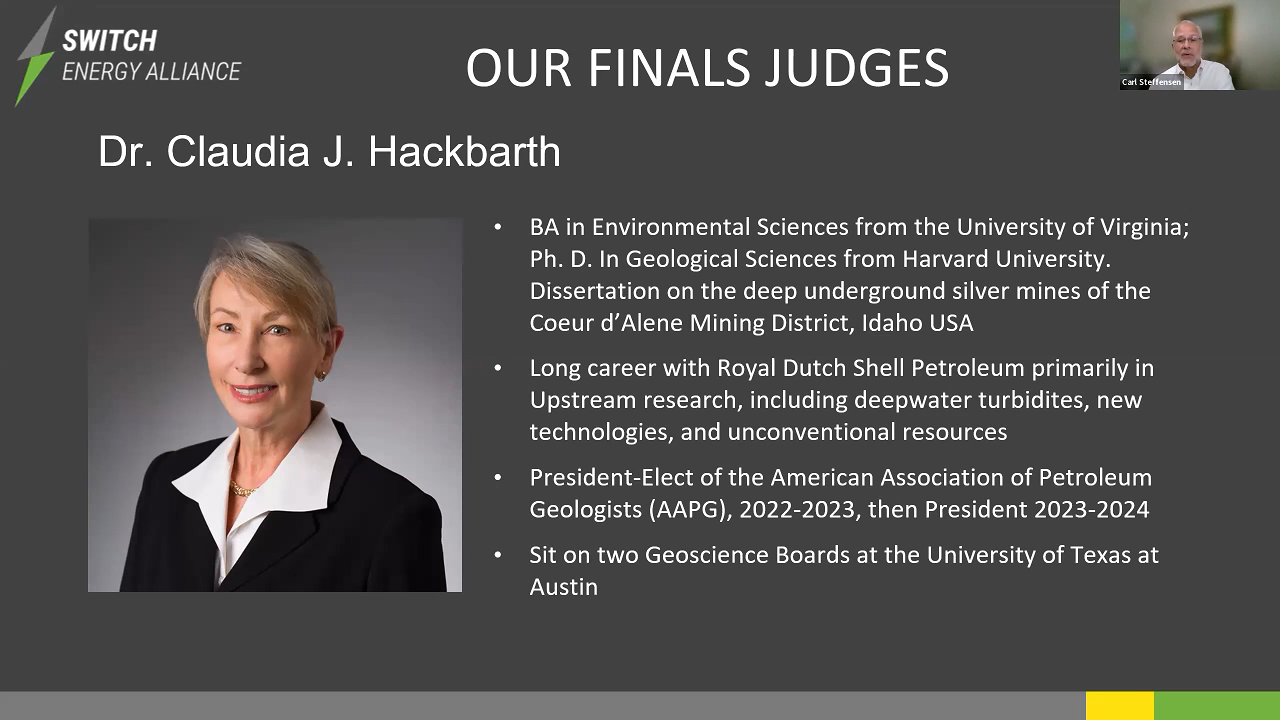 SWITCH
ENERGY ALLIANCE
OUR FINALS JUDGES
Carl Steffensen
Dr. Claudia J. Hackbarth
• BA in Environmental Sciences from the University of Virginia;
Ph. D. In Geological Sciences from Harvard University.
Dissertation on the deep underground silver mines of the
Coeur d’Alene Mining District, Idaho USA
• Long career with Royal Dutch Shell Petroleum primarily in
Upstream research, including deepwater turbidites, new
technologies, and unconventional resources
• President-Elect of the American Association of Petroleum
Geologists (AAPG), 2022-2023, then President 2023-2024
• Sit on two Geoscience Boards at the University of Texas at
Austin